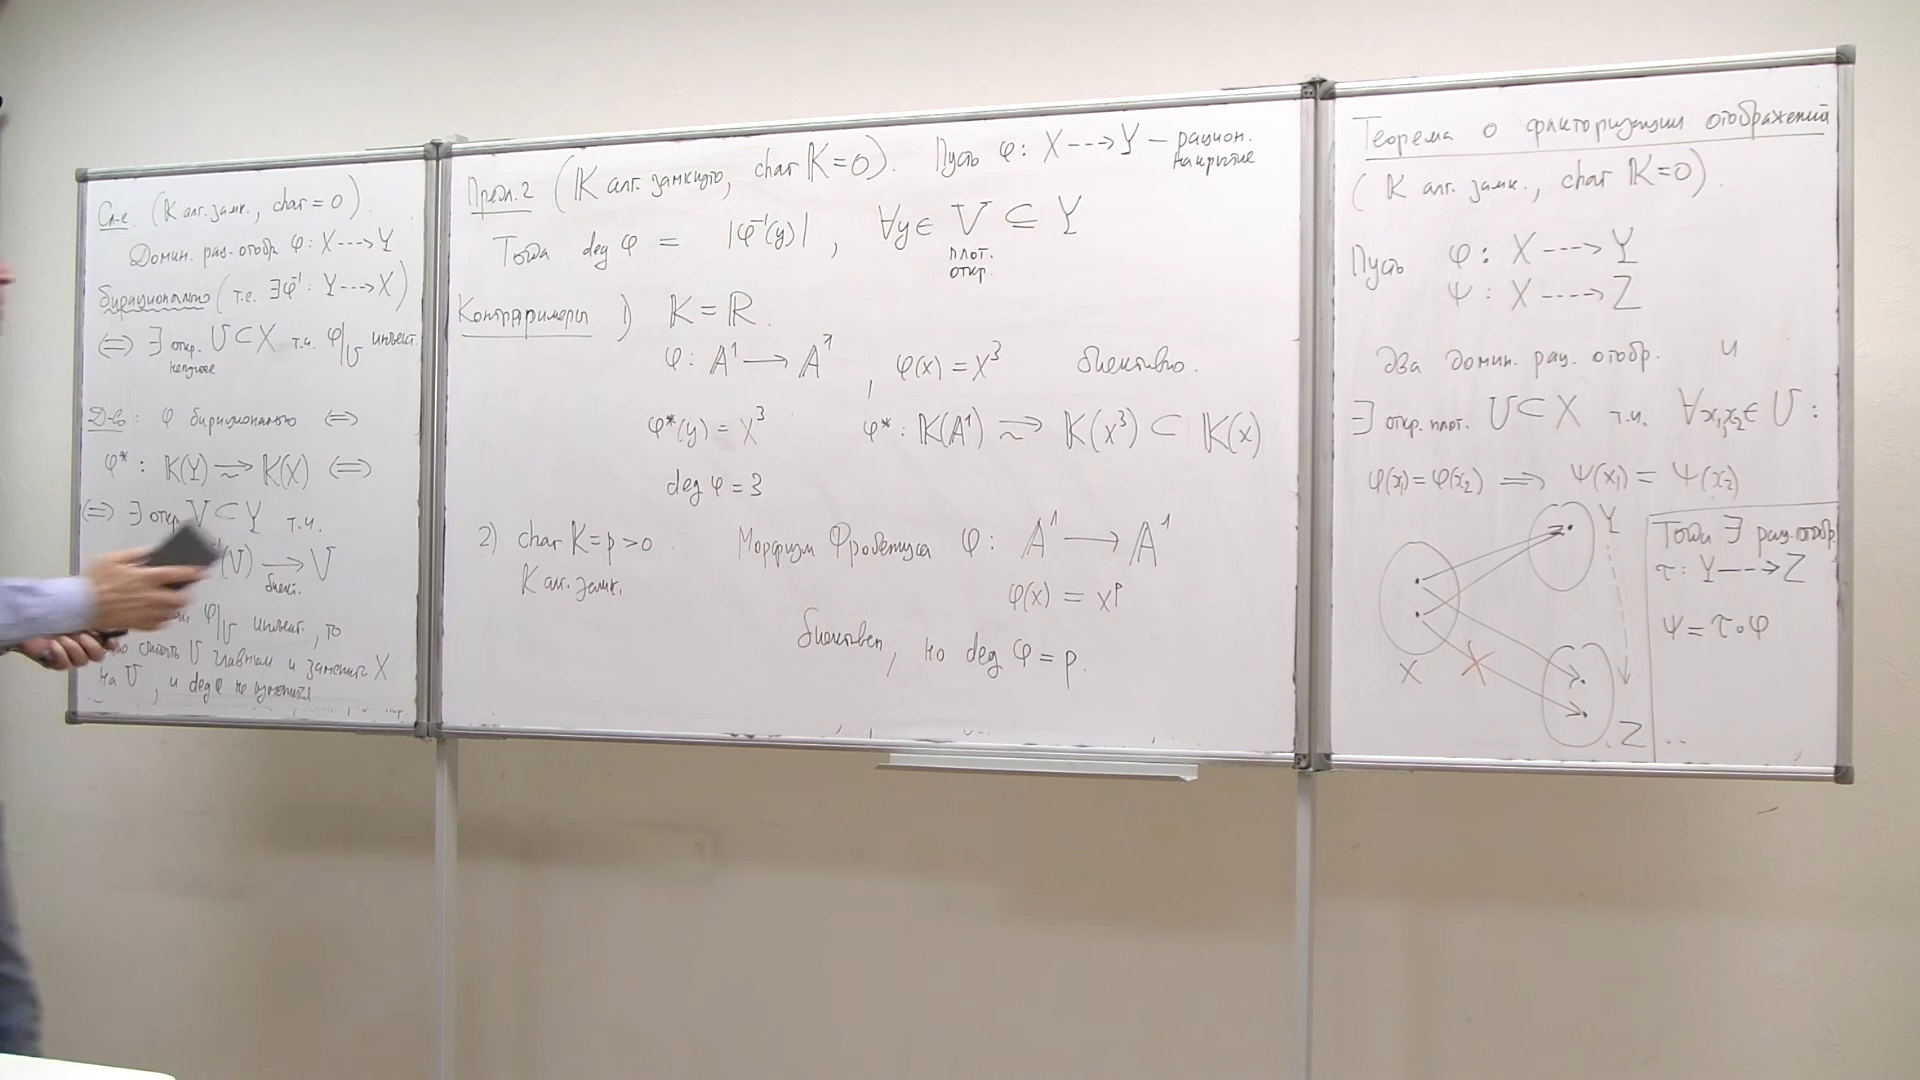 Сл-е. (K алг. замк., char = 0).
Домин. рац. отобр. φ: X ---> Y
бирационально (т.е. ∃φ⁻¹: Y ---> X)
⟺ ∃ откр. непустое U ⊂ X т.ч. φ|_U инъект.
Д-во: φ бирационально ⟺
φ*: K(Y) ⥲ K(X) ⟺
⟺ ∃ откр. V ⊂ Y т.ч.
(V) ⟶ V
биект.
φ|_U инъект., то
считать U главным и заменить X
на U, и deg φ не изменится
Предл. 2 (K алг. замкнуто, char K = 0). Пусть φ: X ---> Y — рацион. накрытие
Тогда deg φ = |φ⁻¹(y)|, ∀y ∈ V ⊆ Y
плот.
откр.
Контрпримеры 1) K = ℝ.
φ: A¹ ⟶ A¹, φ(x) = x³ биективно.
φ*(y) = x³ φ*: K(A¹) ⥲ K(x³) ⊂ K(x)
deg φ = 3
2) char K = p > 0. Морфизм Фробениуса φ: A¹ ⟶ A¹
K алг. замк.
φ(x) = xᵖ
биективен, но deg φ = p.
Теорема о факторизации отображений
(K алг. замк., char K = 0).
Пусть φ: X ---> Y
ψ: X ----> Z
два домин. рац. отобр. и
∃ откр. плот. U ⊂ X т.ч. ∀x₁,x₂ ∈ U:
φ(x₁) = φ(x₂) ⟹ ψ(x₁) = ψ(x₂)
X
Y
Z
Тогда ∃ рац. отобр.
τ: Y ---> Z
ψ = τ∘φ